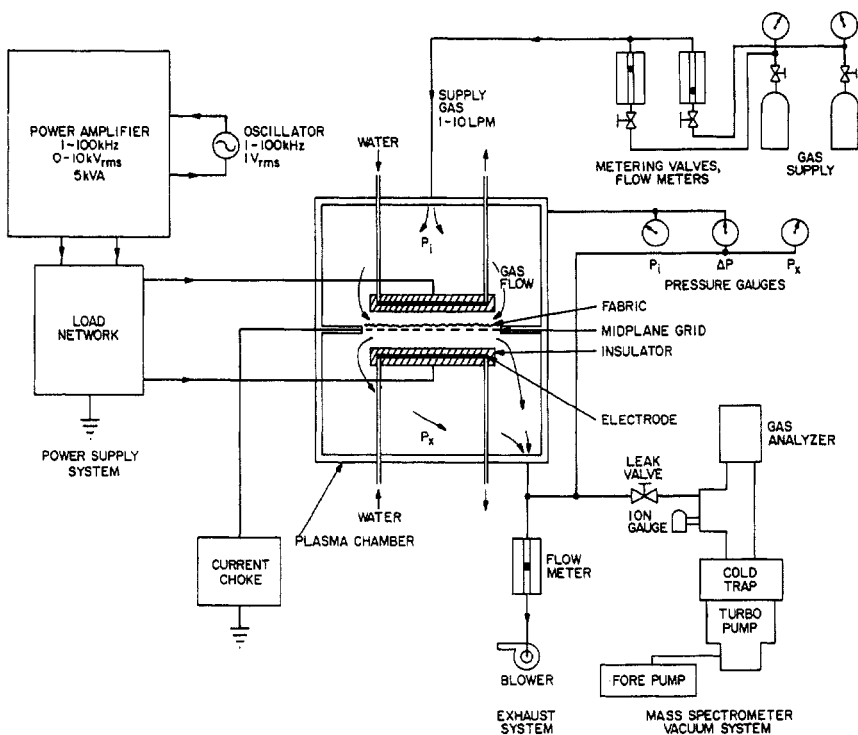 POWER AMPLIFIER
1~100kHz
0-10kVrms
5kVA
OSCILLATOR
1~100kHz
1Vrms
SUPPLY
GAS
1-10 LPM
WATER
METERING VALVES,
FLOW METERS
GAS
SUPPLY
Pi
GAS
FLOW
Pi
ΔP
Px
PRESSURE GAUGES
LOAD
NETWORK
FABRIC
MIDPLANE GRID
INSULATOR
ELECTRODE
Px
POWER SUPPLY
SYSTEM
GAS
ANALYZER
LEAK
VALVE
ION
GAUGE
WATER
PLASMA CHAMBER
CURRENT
CHOKE
FLOW
METER
COLD
TRAP
TURBO
PUMP
BLOWER
FORE PUMP
EXHAUST
SYSTEM
MASS SPECTROMETER
VACUUM SYSTEM